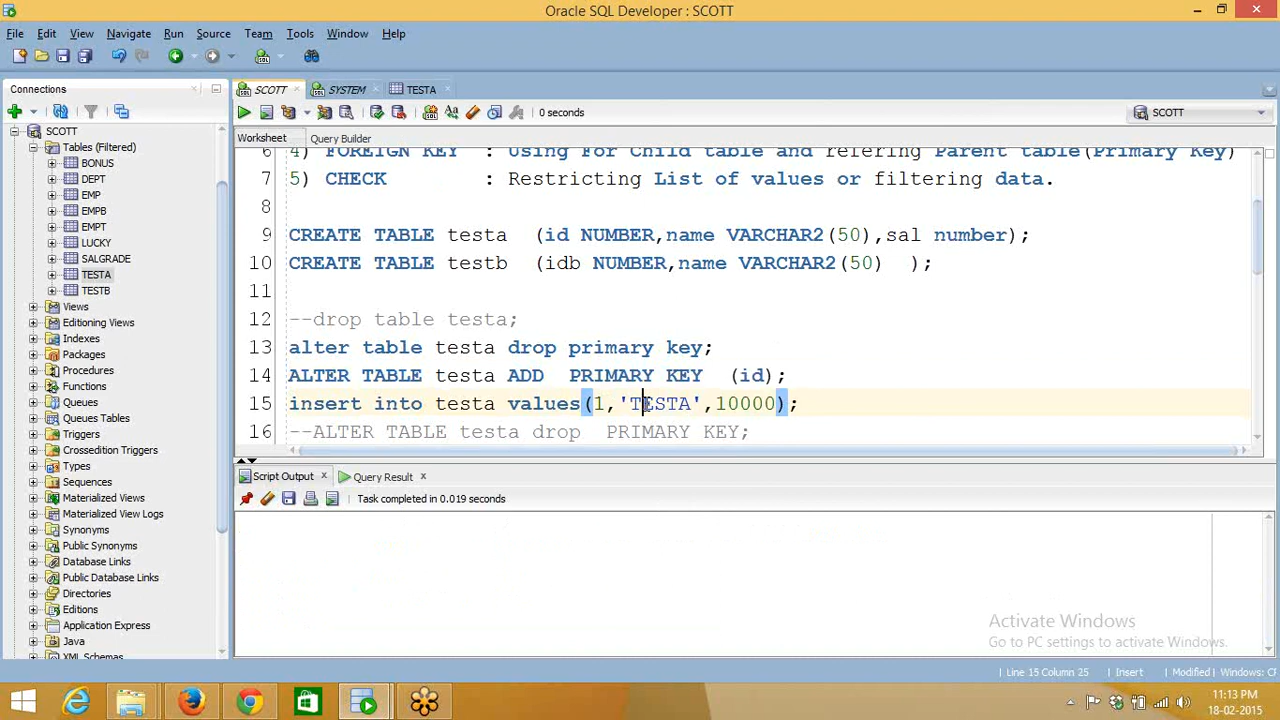 Oracle SQL Developer : SCOTT
File Edit View Navigate Run Source Team Tools Window Help
Connections
SCOTT SYSTEM TESTA
0 seconds
SCOTT
Worksheet Query Builder
SCOTT
Tables (Filtered)
BONUS
DEPT
EMP
EMPB
EMPT
LUCKY
SALGRADE
TESTA
TESTB
Views
Editioning Views
Indexes
Packages
Procedures
Functions
Queries
Queries Tables
Triggers
Crossedition Triggers
Types
Sequences
Materialized Views
Materialized View Logs
Synonyms
Public Synonyms
Database Links
Public Database Links
Directories
Editions
Application Express
Java
XML Schemas
6 4) FOREIGN KEY : Using For Child table and refering Parent table(Primary Key)
7 5) CHECK : Restricting List of values or filtering data.
8
9 CREATE TABLE testa (id NUMBER,name VARCHAR2(50),sal number);
10 CREATE TABLE testb (idb NUMBER,name VARCHAR2(50) );
11
12 --drop table testa;
13 alter table testa drop primary key;
14 ALTER TABLE testa ADD PRIMARY KEY (id);
15 insert into testa values(1,'TESTA',10000);
16 --ALTER TABLE testa drop PRIMARY KEY;
Script Output Query Result
Task completed in 0.019 seconds
Activate Windows
Go to PC settings to activate Windows.
Line 15 Column 25 Insert Modified Windows: CF
11:13 PM
18-02-2015